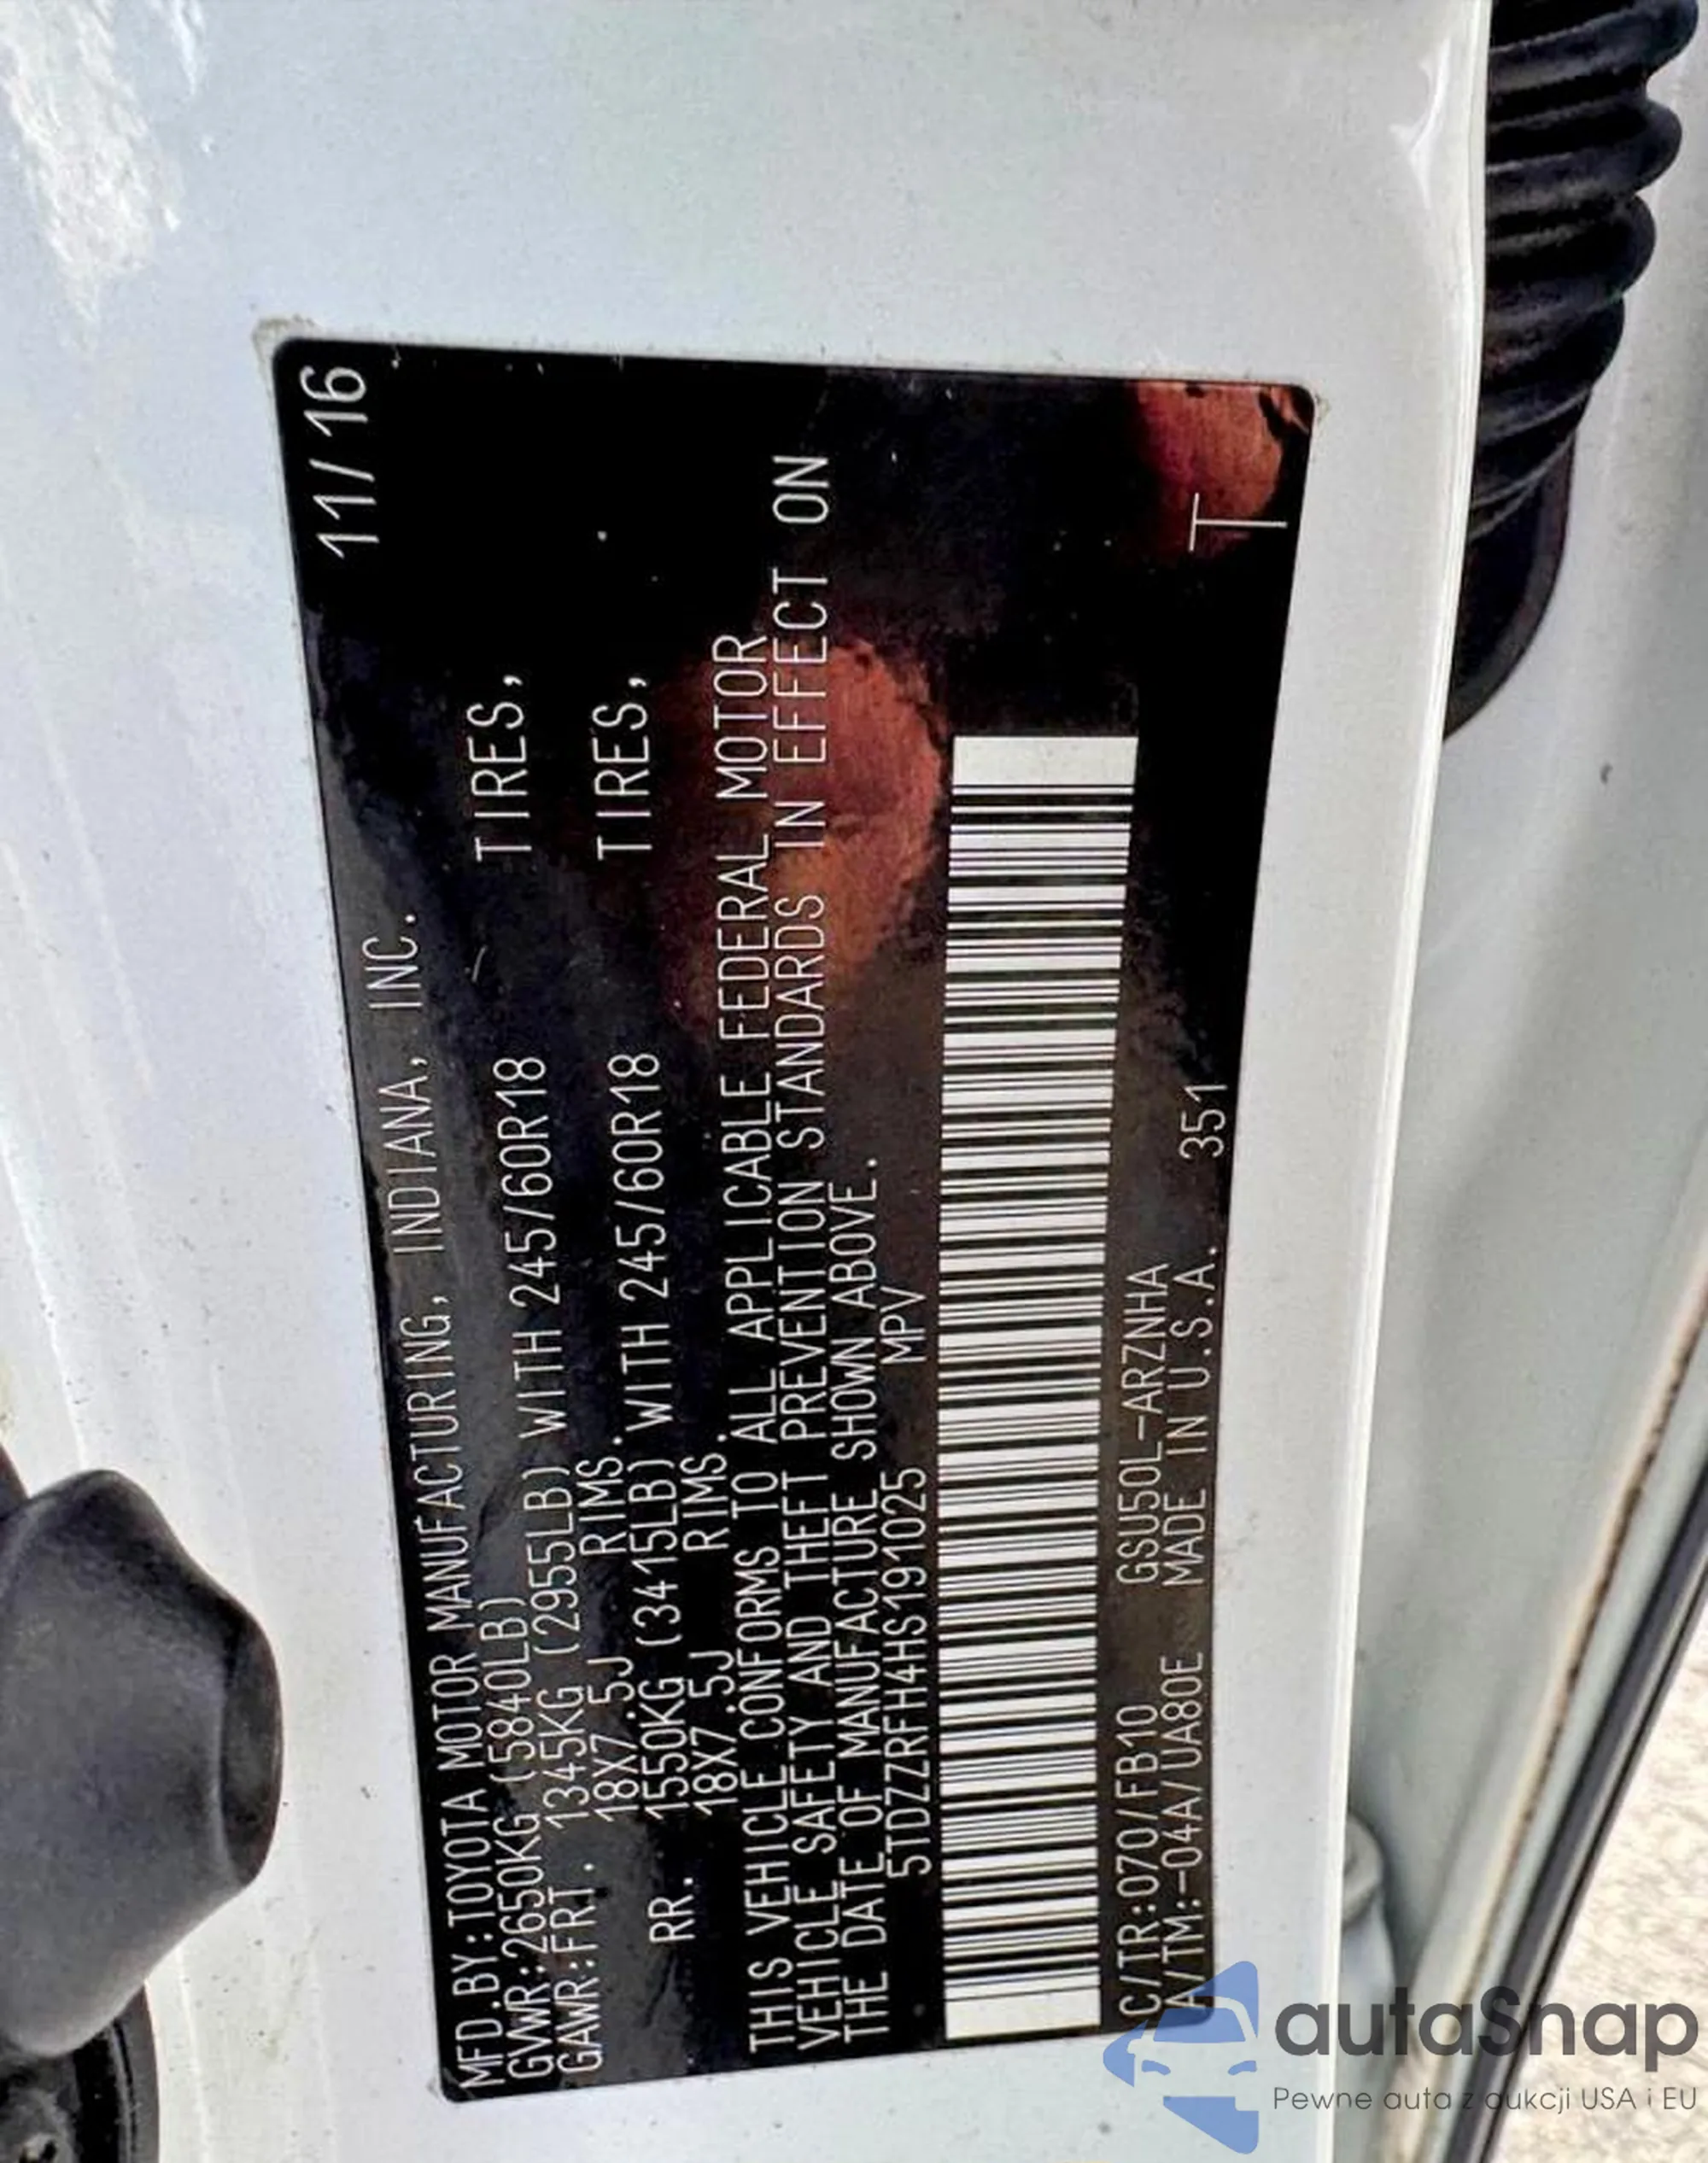 11/16
MFD.BY:TOYOTA MOTOR MANUFACTURING, INDIANA, INC.
GVWR:2650KG(5840LB)
GAWR:FRT. 1345KG (2955LB) WITH 245/60R18 TIRES,
18X7.5J RIMS.
RR. 1550KG (3415LB) WITH 245/60R18 TIRES,
18X7.5J RIMS.
THIS VEHICLE CONFORMS TO ALL APPLICABLE FEDERAL MOTOR
VEHICLE SAFETY AND THEFT PREVENTION STANDARDS IN EFFECT ON
THE DATE OF MANUFACTURE SHOWN ABOVE.
5TDZZRFH4HS191025 MPV
C/TR:070/FB10 GSU50L-ARZNHA
A/TM:-04A/UA80E MADE IN U.S.A. 351 T
autaSnap
Pewne auta z aukcji USA i EU